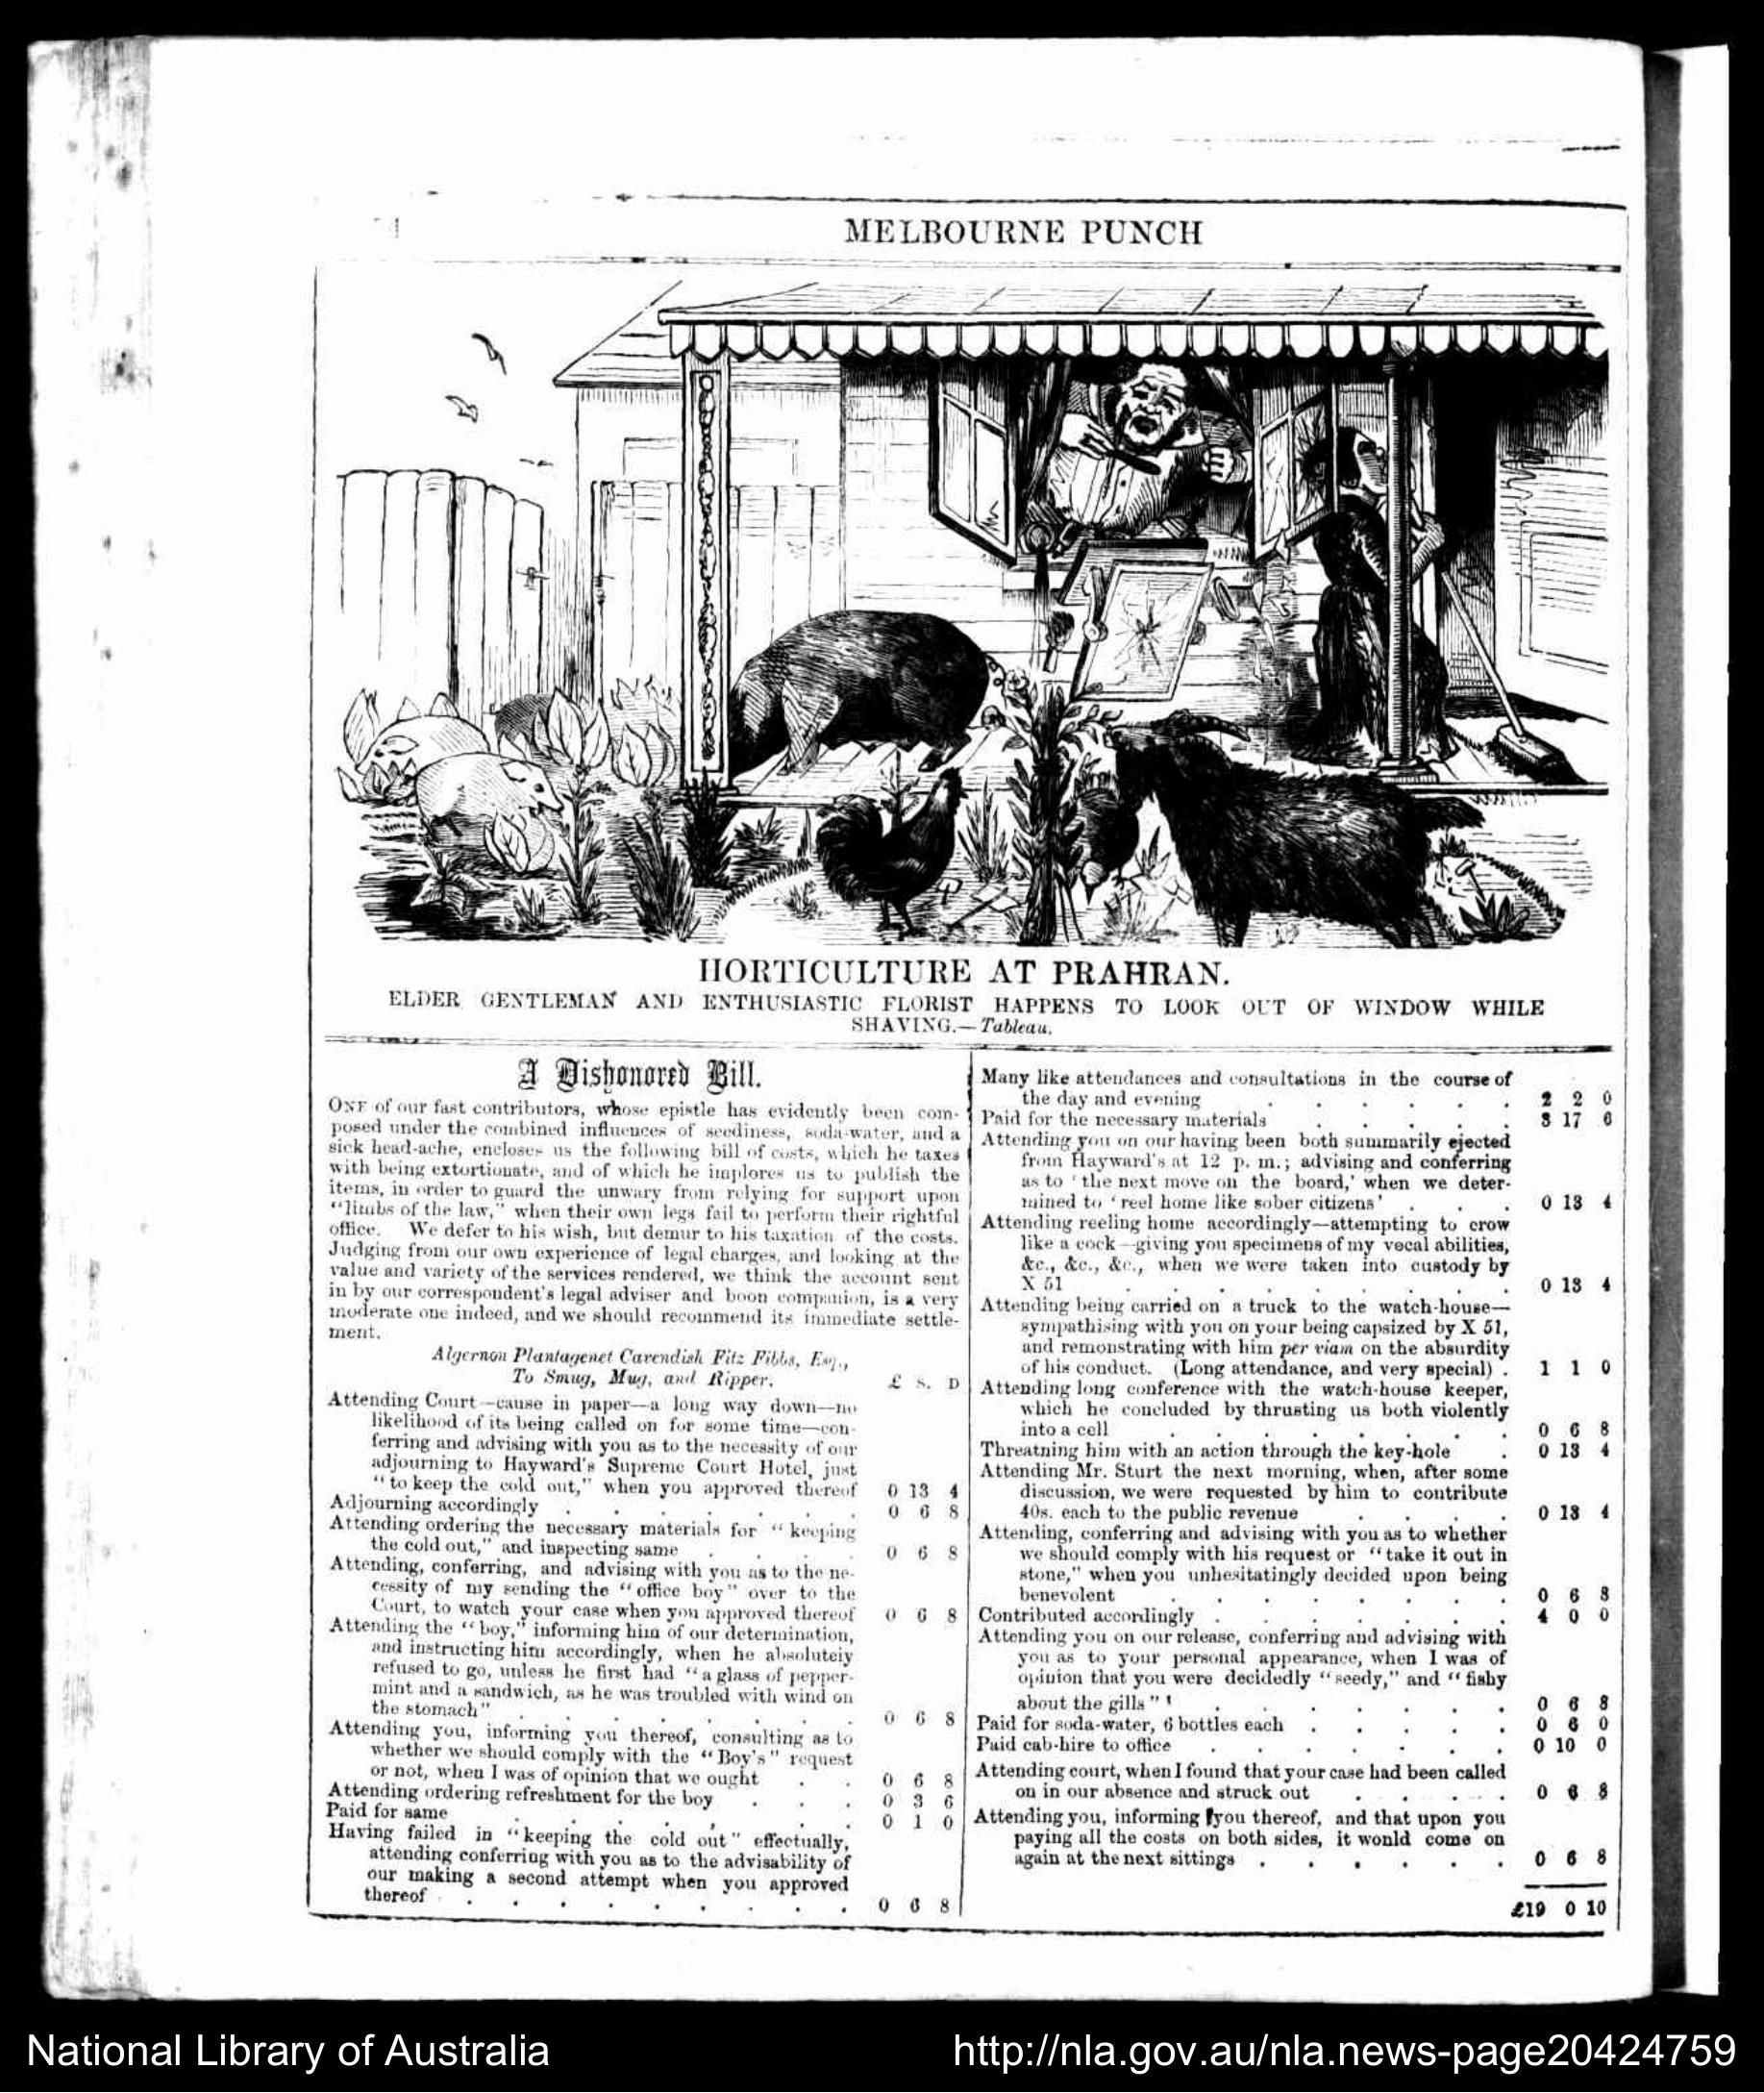 MELBOURNE PUNCH
HORTICULTURE AT PRAHRAN.
ELDER GENTLEMAN AND ENTHUSIASTIC FLORIST HAPPENS TO LOOK OUT OF WINDOW WHILE
SHAVING.—Tableau.
A Dishonored Bill.
ONE of our fast contributors, whose epistle has evidently been com-
posed under the combined influences of seediness, soda-water, and a
sick head-ache, encloses us the following bill of costs, which he taxes
with being extortionate, and of which he implores us to publish the
items, in order to guard the unwary from relying for support upon
"limbs of the law," when their own legs fail to perform their rightful
office. We defer to his wish, but demur to his taxation of the costs.
Judging from our own experience of legal charges, and looking at the
value and variety of the services rendered, we think the account sent
in by our correspondent's legal adviser and boon companion, is a very
moderate one indeed, and we should recommend its immediate settle-
ment.
Algernon Plantagenet Cavendish Fitz Fibbs, Esq.,
To Smug, Mug, and Ripper. £ S. D
Attending Court—cause in paper—a long way down—no
likelihood of its being called on for some time—con-
ferring and advising with you as to the necessity of our
adjourning to Hayward's Supreme Court Hotel, just
"to keep the cold out," when you approved thereof 0 13 4
Adjourning accordingly . . . . . . . 0 6 8
Attending ordering the necessary materials for "keeping
the cold out," and inspecting same . . . . 0 6 8
Attending, conferring, and advising with you as to the ne-
cessity of my sending the "office boy" over to the
Court, to watch your case when you approved thereof 0 6 8
Attending the "boy," informing him of our determination,
and instructing him accordingly, when he absolutely
refused to go, unless he first had "a glass of pepper-
mint and a sandwich, as he was troubled with wind on
the stomach" . . . . . . . . 0 6 8
Attending you, informing you thereof, consulting as to
whether we should comply with the "Boy's" request
or not, when I was of opinion that we ought . . 0 6 8
Attending ordering refreshment for the boy . . . 0 3 6
Paid for same . . . . . . . . 0 1 0
Having failed in "keeping the cold out" effectually,
attending conferring with you as to the advisability of
our making a second attempt when you approved
thereof . . . . . . . . . 0 6 8
Many like attendances and consultations in the course of
the day and evening . . . . . . 2 2 0
Paid for the necessary materials . . . . . 3 17 6
Attending you on our having been both summarily ejected
from Hayward's at 12 p. m.; advising and conferring
as to 'the next move on the board,' when we deter-
mined to 'reel home like sober citizens' . . . 0 13 4
Attending reeling home accordingly—attempting to crow
like a cock—giving you specimens of my vocal abilities,
&c., &c., &c., when we were taken into custody by
X 51 . . . . . . . . . 0 13 4
Attending being carried on a truck to the watch-house—
sympathising with you on your being capsized by X 51,
and remonstrating with him per viam on the absurdity
of his conduct. (Long attendance, and very special) . 1 1 0
Attending long conference with the watch-house keeper,
which he concluded by thrusting us both violently
into a cell . . . . . . . . 0 6 8
Threatning him with an action through the key-hole . 0 13 4
Attending Mr. Sturt the next morning, when, after some
discussion, we were requested by him to contribute
40s. each to the public revenue . . . . 0 13 4
Attending, conferring and advising with you as to whether
we should comply with his request or "take it out in
stone," when you unhesitatingly decided upon being
benevolent . . . . . . . . 0 6 8
Contributed accordingly . . . . . . . 4 0 0
Attending you on our release, conferring and advising with
you as to your personal appearance, when I was of
opinion that you were decidedly "seedy," and "fishy
about the gills" ! . . . . . . . 0 6 8
Paid for soda-water, 6 bottles each . . . . . 0 6 0
Paid cab-hire to office . . . . . . . 0 10 0
Attending court, when I found that your case had been called
on in our absence and struck out . . . . 0 6 8
Attending you, informing you thereof, and that upon you
paying all the costs on both sides, it would come on
again at the next sittings . . . . . . 0 6 8
£19 0 10
National Library of Australia
http://nla.gov.au/nla.news-page20424759